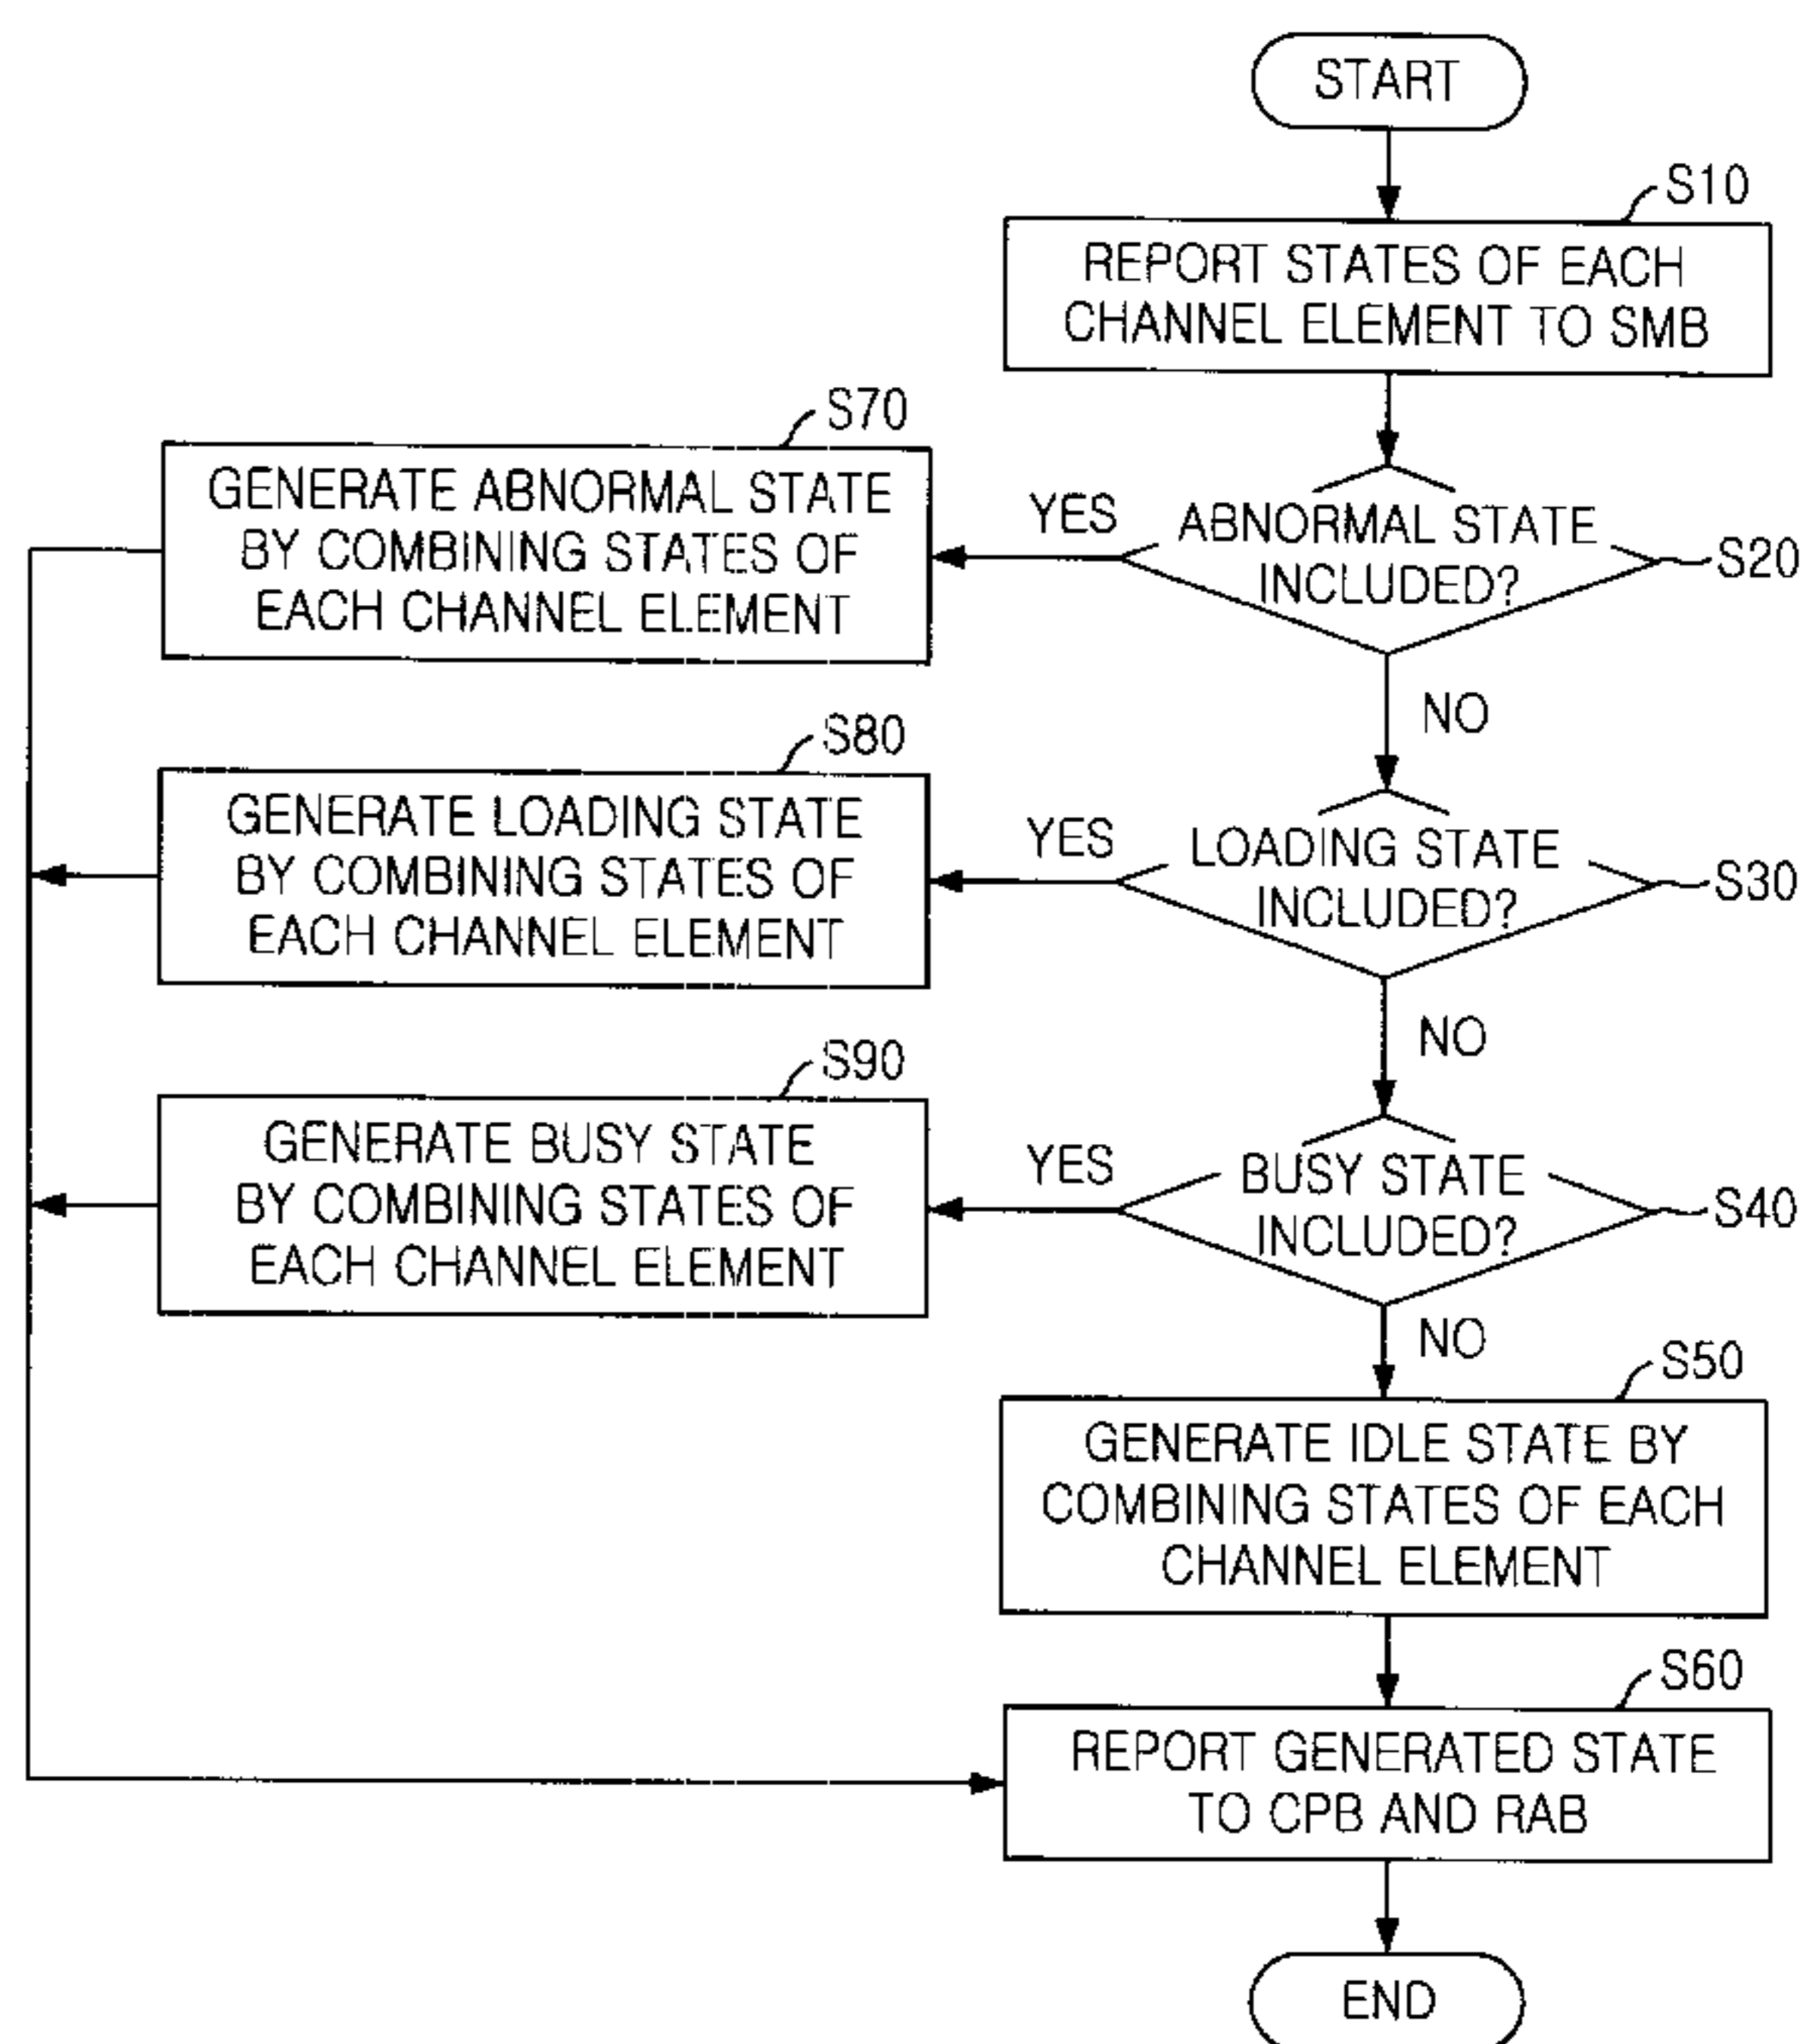 START
S10
REPORT STATES OF EACH
CHANNEL ELEMENT TO SMB
S70
GENERATE ABNORMAL STATE
BY COMBINING STATES OF
EACH CHANNEL ELEMENT
YES
ABNORMAL STATE
INCLUDED?
S20
NO
S80
GENERATE LOADING STATE
BY COMBINING STATES OF
EACH CHANNEL ELEMENT
YES
LOADING STATE
INCLUDED?
S30
NO
S90
GENERATE BUSY STATE
BY COMBINING STATES OF
EACH CHANNEL ELEMENT
YES
BUSY STATE
INCLUDED?
S40
NO
S50
GENERATE IDLE STATE BY
COMBINING STATES OF EACH
CHANNEL ELEMENT
S60
REPORT GENERATED STATE
TO CPB AND RAB
END